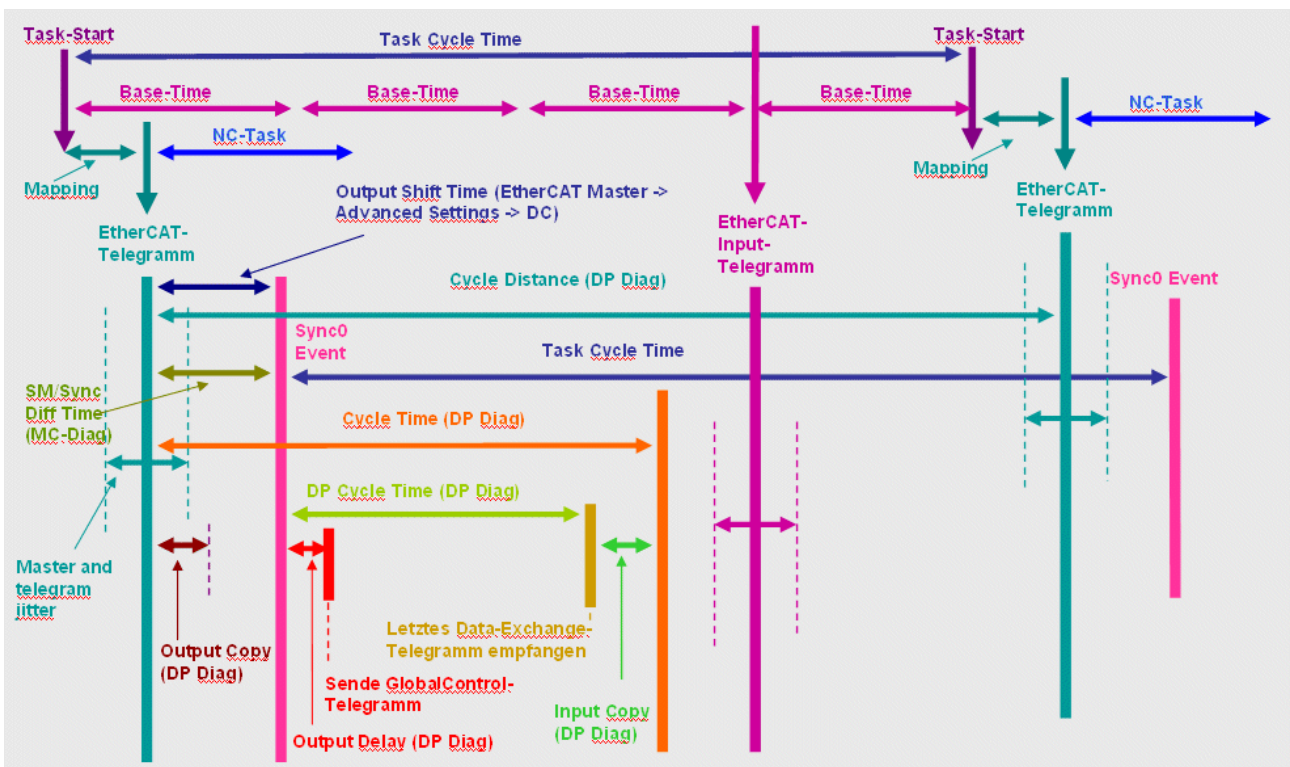 Task-Start
Task Cycle Time
Task-Start
Base-Time
Base-Time
Base-Time
Base-Time
NC-Task
NC-Task
Mapping
Mapping
Output Shift Time (EtherCAT Master ->
Advanced Settings -> DC)
EtherCAT-
Telegramm
EtherCAT-
Input-
Telegramm
EtherCAT-
Telegramm
Cycle Distance (DP Diag)
Sync0 Event
Sync0
Event
Task Cycle Time
SM/Sync
Diff Time
(MC-Diag)
Cycle Time (DP Diag)
DP Cycle Time (DP Diag)
Master and
telegram
jitter
Output Copy
(DP Diag)
Letztes Data-Exchange-
Telegramm empfangen
Sende GlobalControl-
Telegramm
Input Copy
(DP Diag)
Output Delay (DP Diag)